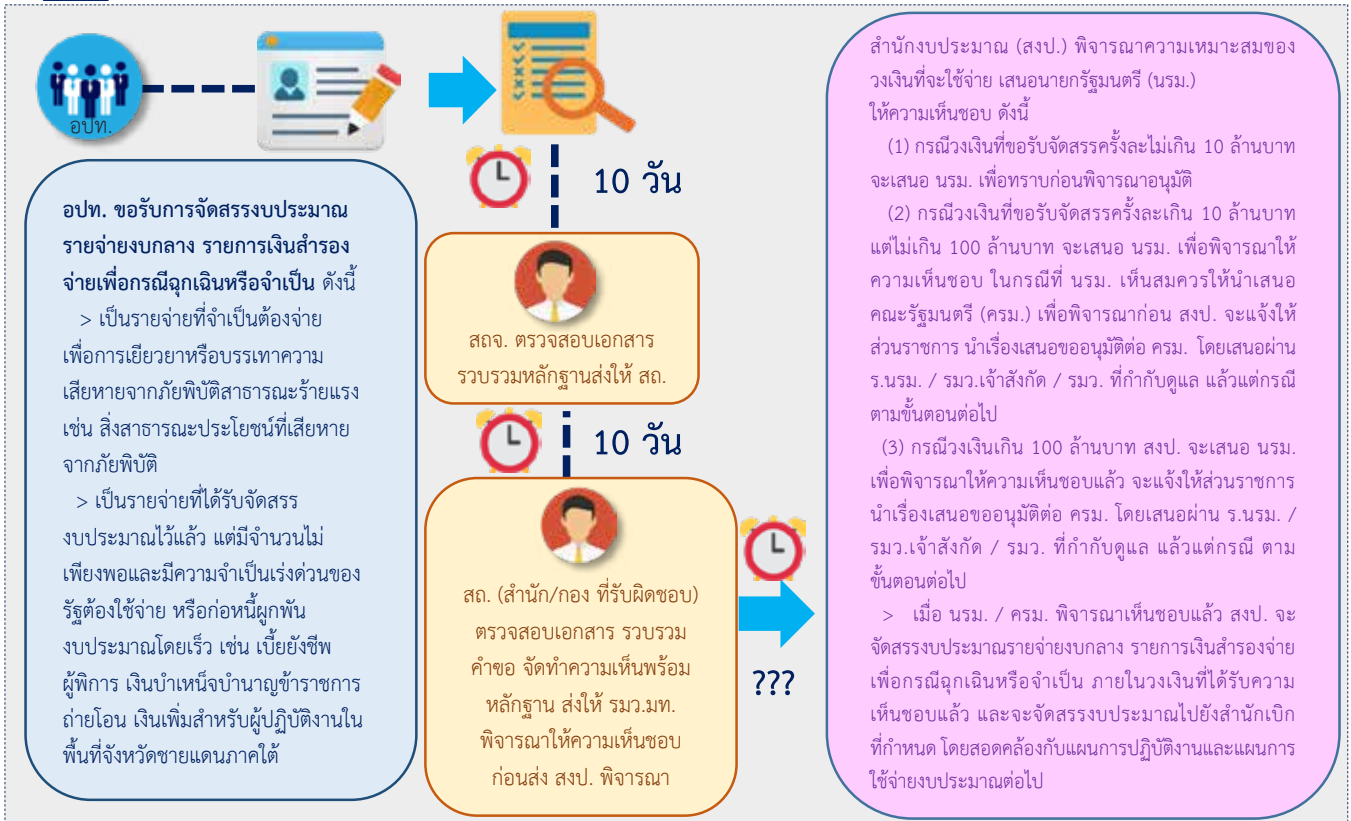 อปท.
อปท. ขอรับการจัดสรรงบประมาณ
รายจ่ายงบกลาง รายการเงินสำรอง
จ่ายเพื่อกรณีฉุกเฉินหรือจำเป็น ดังนี้
> เป็นรายจ่ายที่จำเป็นต้องจ่าย
เพื่อการเยียวยาหรือบรรเทาความ
เสียหายจากภัยพิบัติสาธารณะร้ายแรง
เช่น สิ่งสาธารณะประโยชน์ที่เสียหาย
จากภัยพิบัติ
> เป็นรายจ่ายที่ได้รับจัดสรร
งบประมาณไว้แล้ว แต่มีจำนวนไม่
เพียงพอและมีความจำเป็นเร่งด่วนของ
รัฐต้องใช้จ่าย หรือก่อหนี้ผูกพัน
งบประมาณโดยเร็ว เช่น เบี้ยยังชีพ
ผู้พิการ เงินบำเหน็จบำนาญข้าราชการ
ถ่ายโอน เงินเพิ่มสำหรับผู้ปฏิบัติงานใน
พื้นที่จังหวัดชายแดนภาคใต้
10 วัน
สถจ. ตรวจสอบเอกสาร
รวบรวมหลักฐานส่งให้ สถ.
10 วัน
สถ. (สำนัก/กอง ที่รับผิดชอบ)
ตรวจสอบเอกสาร รวบรวม
คำขอ จัดทำความเห็นพร้อม
หลักฐาน ส่งให้ รมว.มท.
พิจารณาให้ความเห็นชอบ
ก่อนส่ง สงป. พิจารณา
???
สำนักงบประมาณ (สงป.) พิจารณาความเหมาะสมของ
วงเงินที่จะใช้จ่าย เสนอนายกรัฐมนตรี (นรม.)
ให้ความเห็นชอบ ดังนี้
(1) กรณีวงเงินที่ขอรับจัดสรรครั้งละไม่เกิน 10 ล้านบาท
จะเสนอ นรม. เพื่อทราบก่อนพิจารณาอนุมัติ
(2) กรณีวงเงินที่ขอรับจัดสรรครั้งละเกิน 10 ล้านบาท
แต่ไม่เกิน 100 ล้านบาท จะเสนอ นรม. เพื่อพิจารณาให้
ความเห็นชอบ ในกรณีที่ นรม. เห็นสมควรให้นำเสนอ
คณะรัฐมนตรี (ครม.) เพื่อพิจารณาก่อน สงป. จะแจ้งให้
ส่วนราชการ นำเรื่องเสนอขออนุมัติต่อ ครม. โดยเสนอผ่าน
ร.นรม. / รมว.เจ้าสังกัด / รมว. ที่กำกับดูแล แล้วแต่กรณี
ตามขั้นตอนต่อไป
(3) กรณีวงเงินเกิน 100 ล้านบาท สงป. จะเสนอ นรม.
เพื่อพิจารณาให้ความเห็นชอบแล้ว จะแจ้งให้ส่วนราชการ
นำเรื่องเสนอขออนุมัติต่อ ครม. โดยเสนอผ่าน ร.นรม. /
รมว.เจ้าสังกัด / รมว. ที่กำกับดูแล แล้วแต่กรณี ตาม
ขั้นตอนต่อไป
> เมื่อ นรม. / ครม. พิจารณาเห็นชอบแล้ว สงป. จะ
จัดสรรงบประมาณรายจ่ายงบกลาง รายการเงินสำรองจ่าย
เพื่อกรณีฉุกเฉินหรือจำเป็น ภายในวงเงินที่ได้รับความ
เห็นชอบแล้ว และจะจัดสรรงบประมาณไปยังสำนักเบิก
ที่กำหนด โดยสอดคล้องกับแผนการปฏิบัติงานและแผนการ
ใช้จ่ายงบประมาณต่อไป